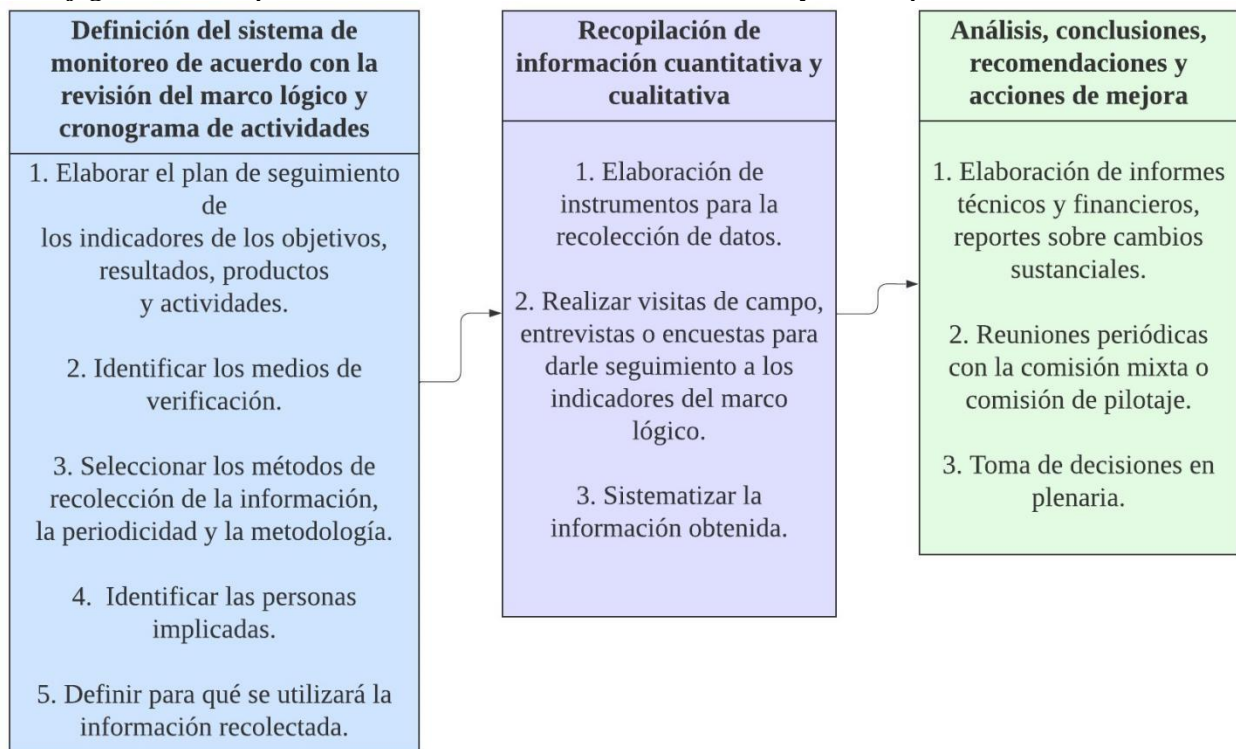 Definición del sistema de
monitoreo de acuerdo con la
revisión del marco lógico y
cronograma de actividades
1. Elaborar el plan de seguimiento
de
los indicadores de los objetivos,
resultados, productos
y actividades.
2. Identificar los medios de
verificación.
3. Seleccionar los métodos de
recolección de la información,
la periodicidad y la metodología.
4. Identificar las personas
implicadas.
5. Definir para qué se utilizará la
información recolectada.
Recopilación de
información cuantitativa y
cualitativa
1. Elaboración de
instrumentos para la
recolección de datos.
2. Realizar visitas de campo,
entrevistas o encuestas para
darle seguimiento a los
indicadores del marco
lógico.
3. Sistematizar la
información obtenida.
Análisis, conclusiones,
recomendaciones y
acciones de mejora
1. Elaboración de informes
técnicos y financieros,
reportes sobre cambios
sustanciales.
2. Reuniones periódicas
con la comisión mixta o
comisión de pilotaje.
3. Toma de decisiones en
plenaria.